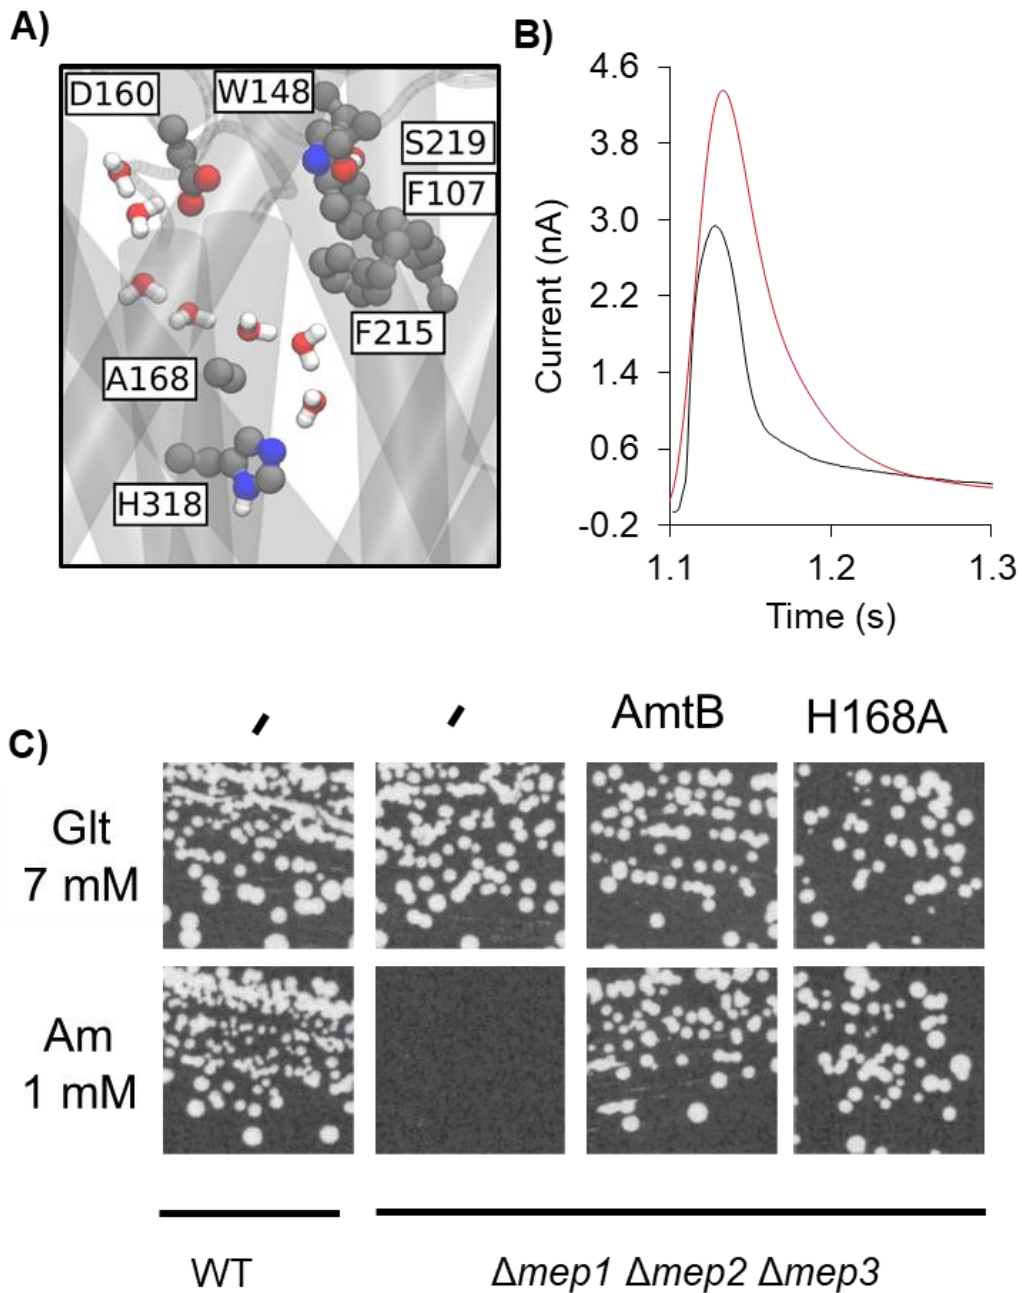 A)
D160
W148
S219
F107
F215
A168
H318
B)
Current (nA)
4.6
3.8
3.0
2.2
1.4
0.6
-0.2
1.1
1.2
1.3
Time (s)
C)
-
-
AmtB
H168A
Glt
7 mM
Am
1 mM
WT
Δmep1 Δmep2 Δmep3